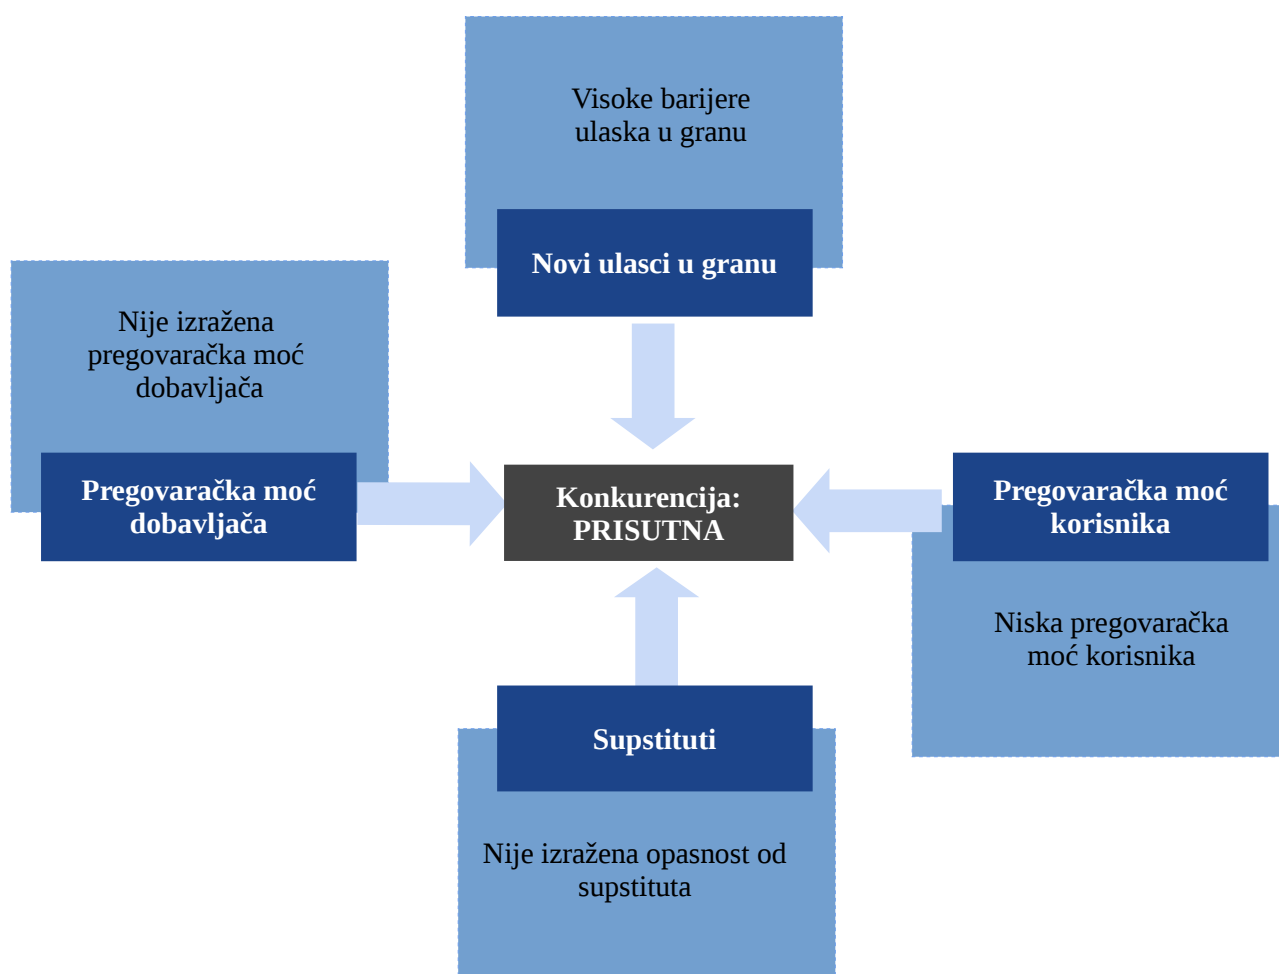 Visoke barijere
ulaska u granu
Novi ulasci u granu
Nije izražena
pregovaračka moć
dobavljača
Pregovaračka moć
dobavljača
Konkurencija:
PRISUTNA
Pregovaračka moć
korisnika
Niska pregovaračka
moć korisnika
Supstituti
Nije izražena opasnost od
supstituta